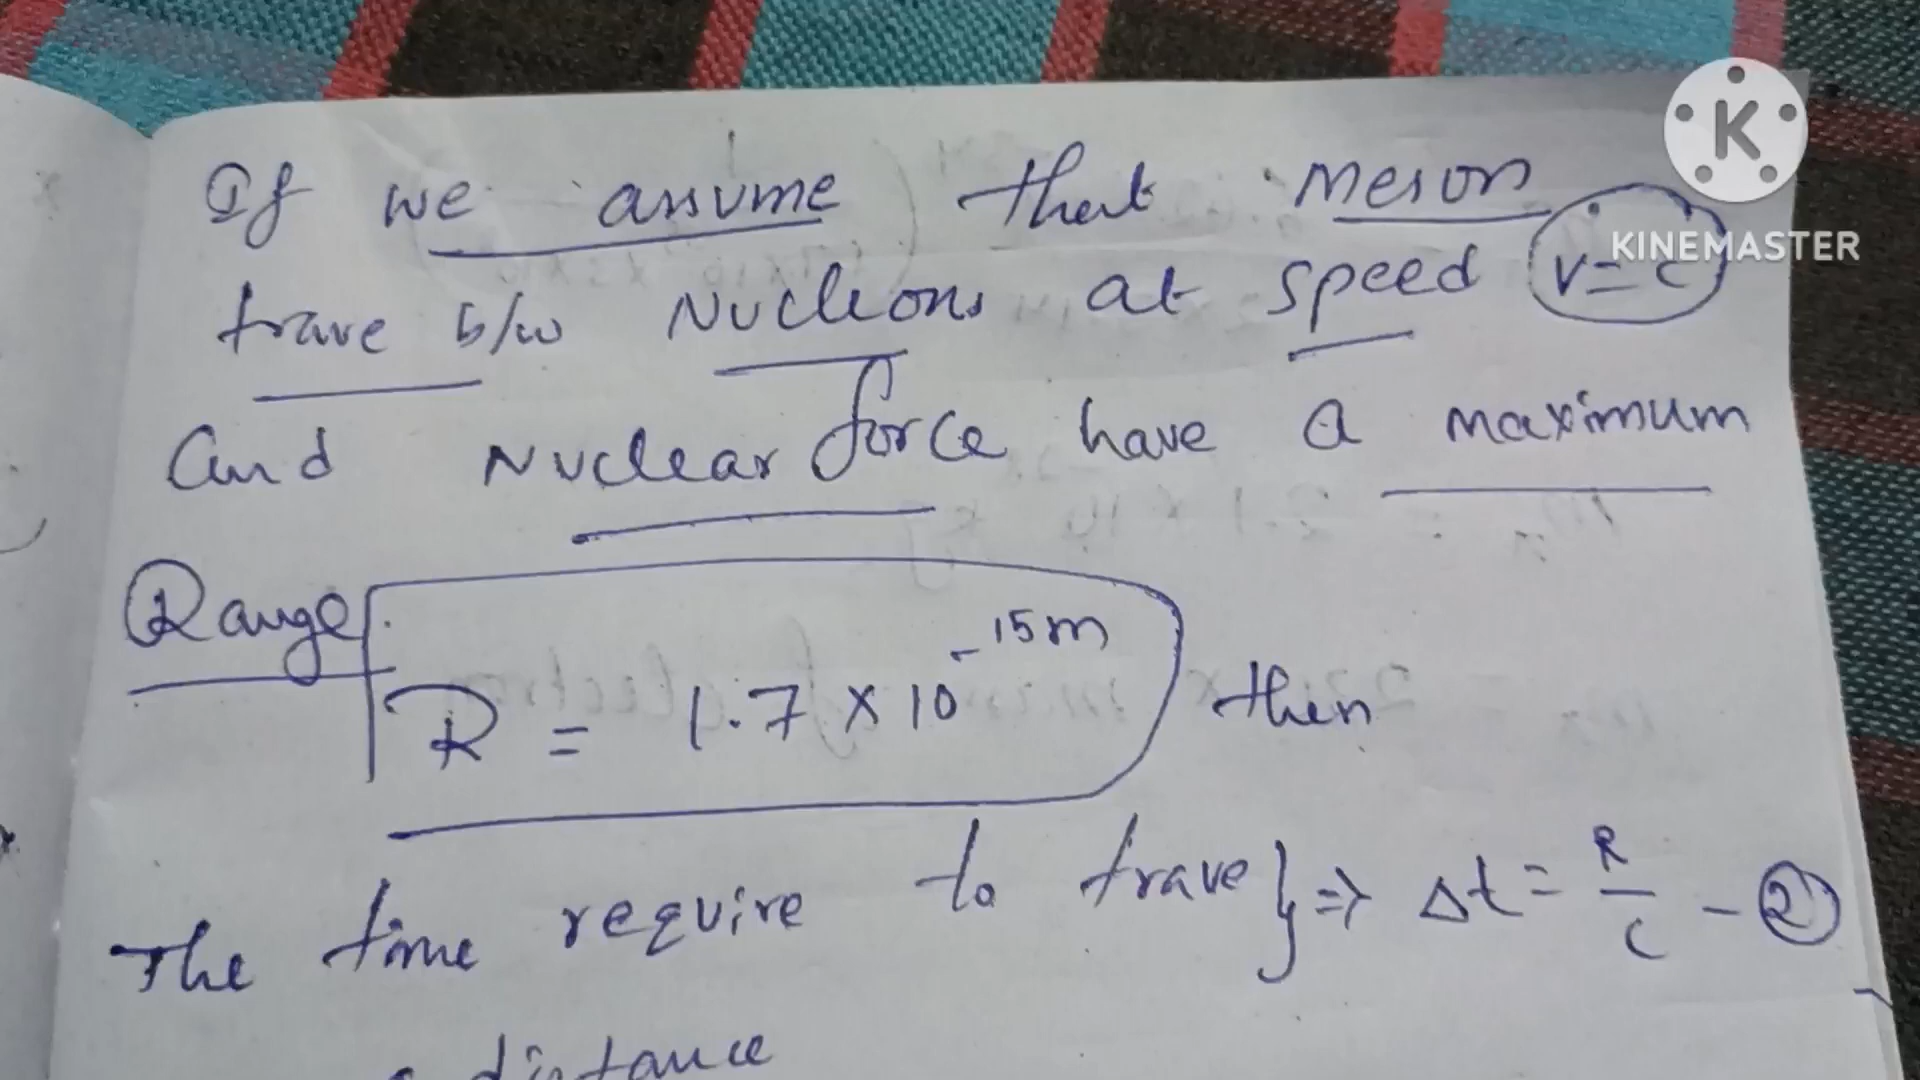 If we assume that meson
trave b/w Nucleons at speed v=c
and Nuclear force have a maximum
Range
R = 1.7 × 10^-15 m then
The time require to trave } ⇒ Δt = R/c - ②
distance
K
KINEMASTER